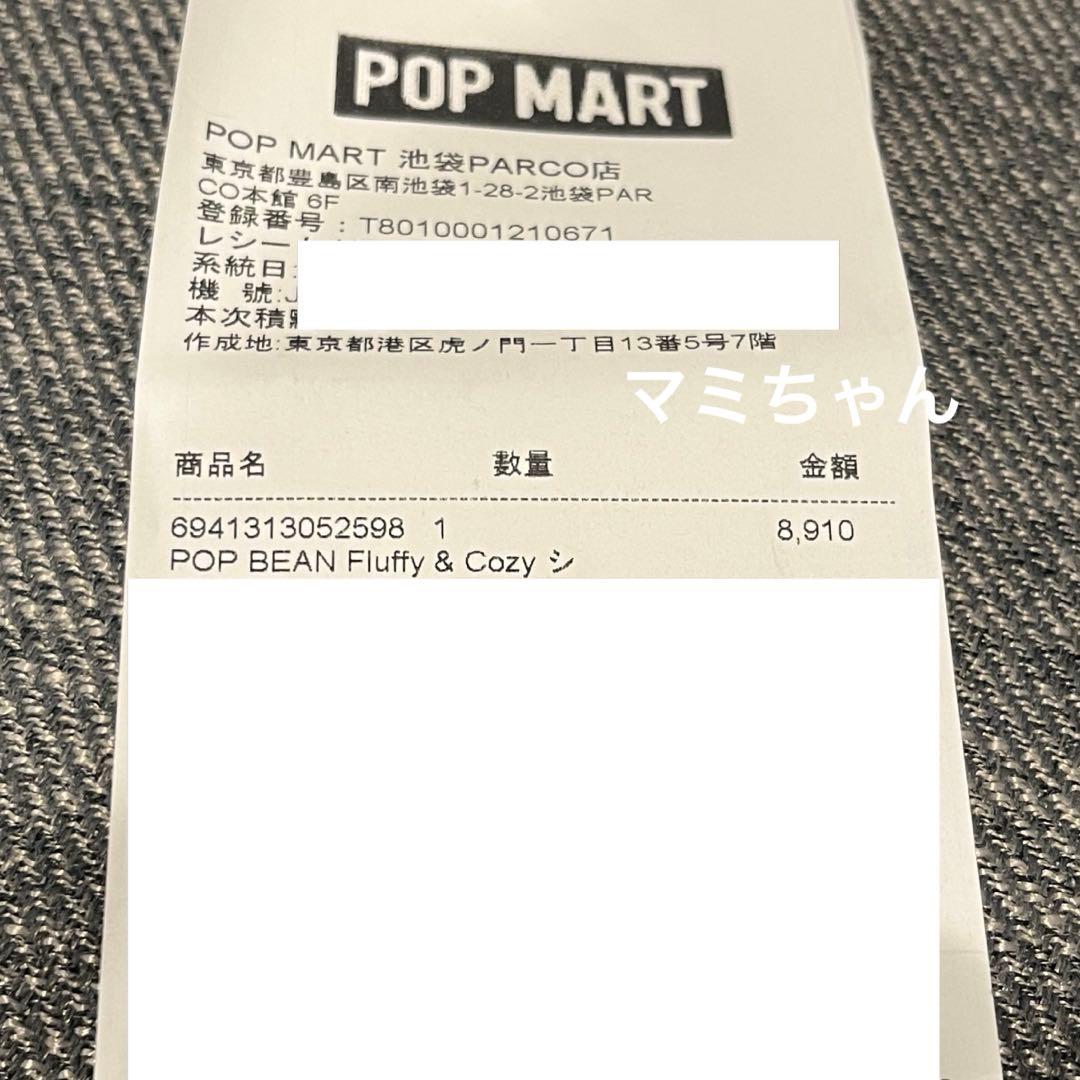 POP MART
POP MART 池袋PARCO店
東京都豊島区南池袋1-28-2池袋PAR
CO本館 6F
登録番号：T8010001210671
レシー
系統日:
機 號:J
本次積
作成地:東京都港区虎ノ門一丁目13番5号7階
マミちゃん
商品名 数量 金額
6941313052598 1 8,910
POP BEAN Fluffy & Cozy シ